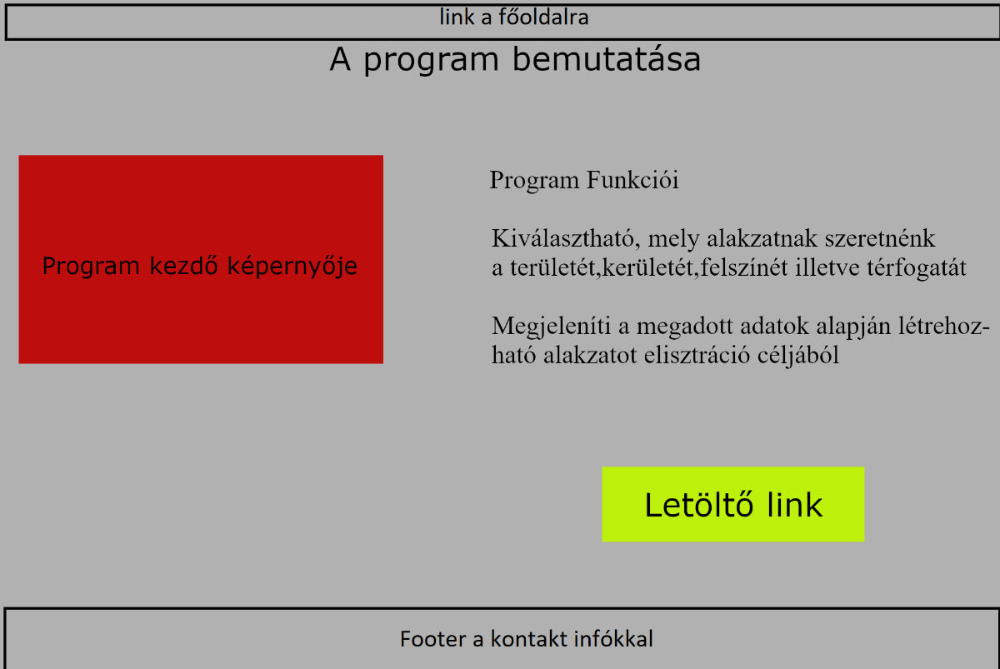 link a főoldalra
A program bemutatása
Program kezdő képernyője
Program Funkciói
Kiválasztható, mely alakzatnak szeretnénk
a területét,kerületét,felszínét illetve térfogatát
Megjeleníti a megadott adatok alapján létrehoz-
ható alakzatot elisztráció céljából
Letöltő link
Footer a kontakt infókkal